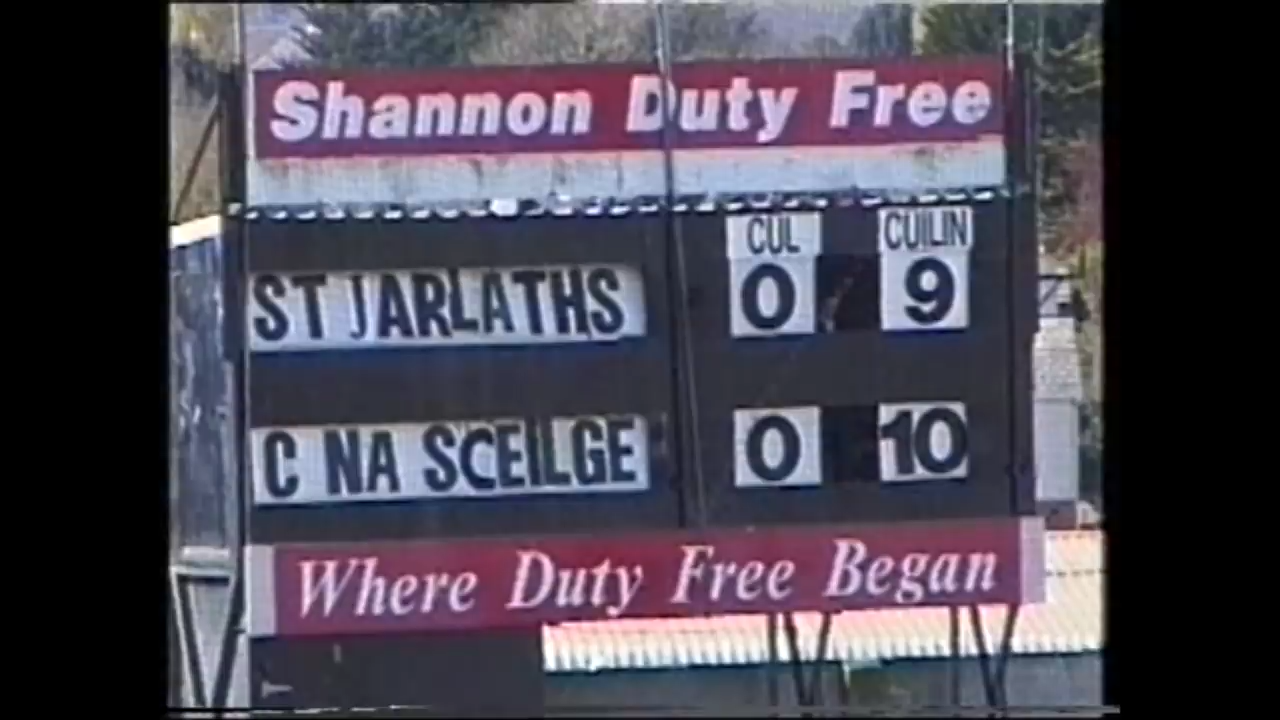 Shannon Duty Free
CUL CUILIN
ST JARLATHS 0 9
C NA SCEILGE 0 10
Where Duty Free Began